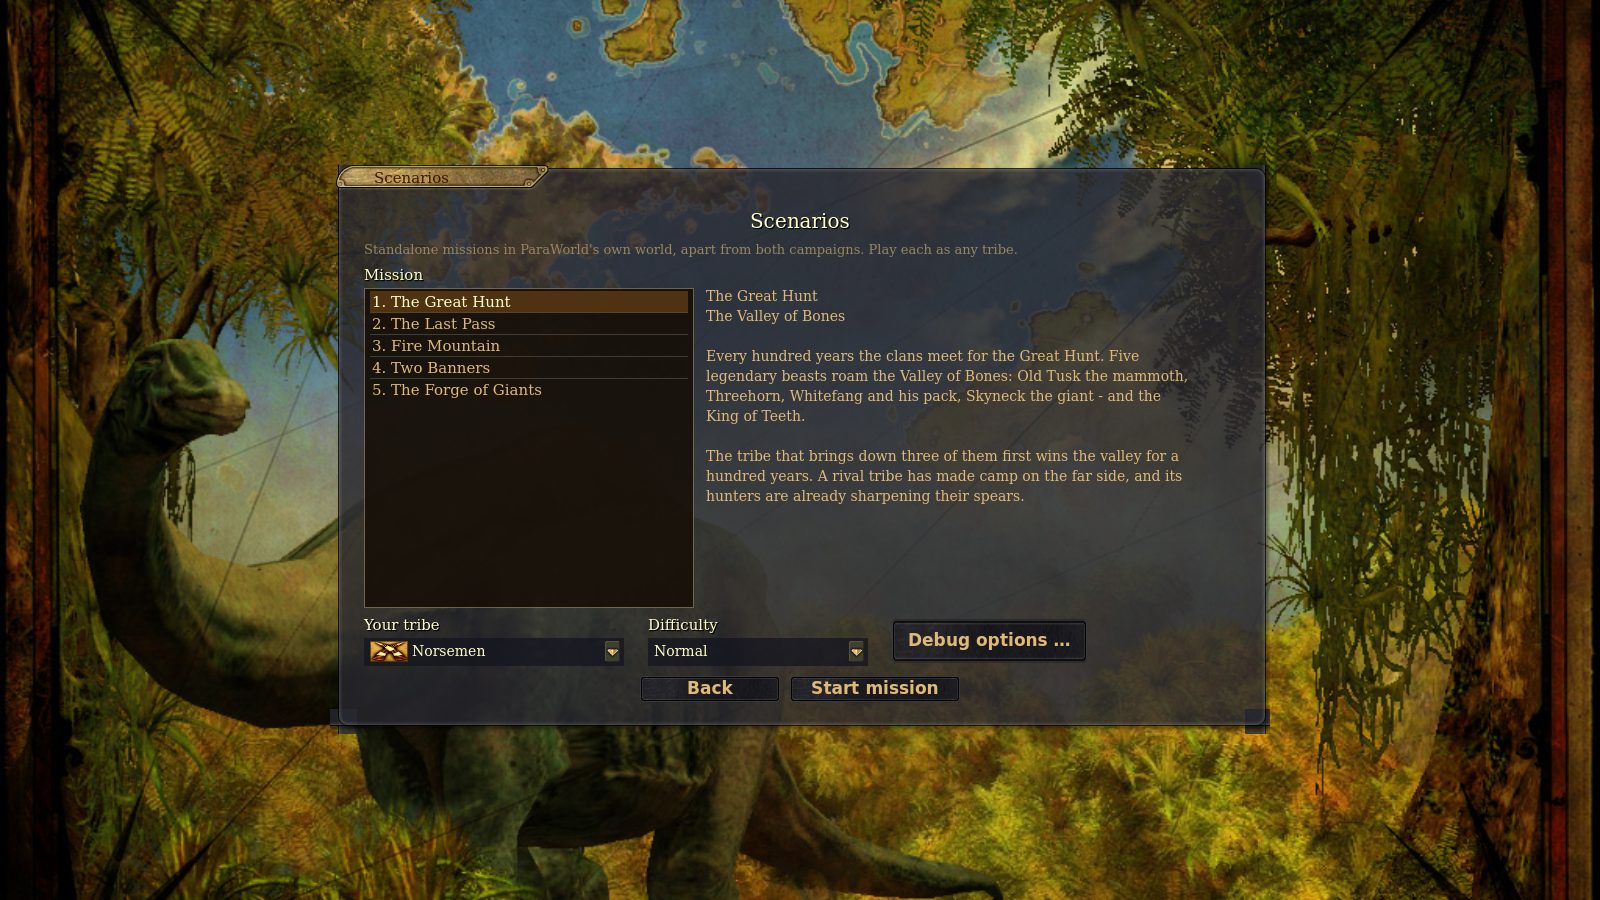 Scenarios
Scenarios
Standalone missions in ParaWorld's own world, apart from both campaigns. Play each as any tribe.
Mission
1. The Great Hunt
2. The Last Pass
3. Fire Mountain
4. Two Banners
5. The Forge of Giants
The Great Hunt
The Valley of Bones
Every hundred years the clans meet for the Great Hunt. Five
legendary beasts roam the Valley of Bones: Old Tusk the mammoth,
Threehorn, Whitefang and his pack, Skyneck the giant - and the
King of Teeth.
The tribe that brings down three of them first wins the valley for a
hundred years. A rival tribe has made camp on the far side, and its
hunters are already sharpening their spears.
Your tribe
Norsemen
Difficulty
Normal
Debug options ...
Back
Start mission